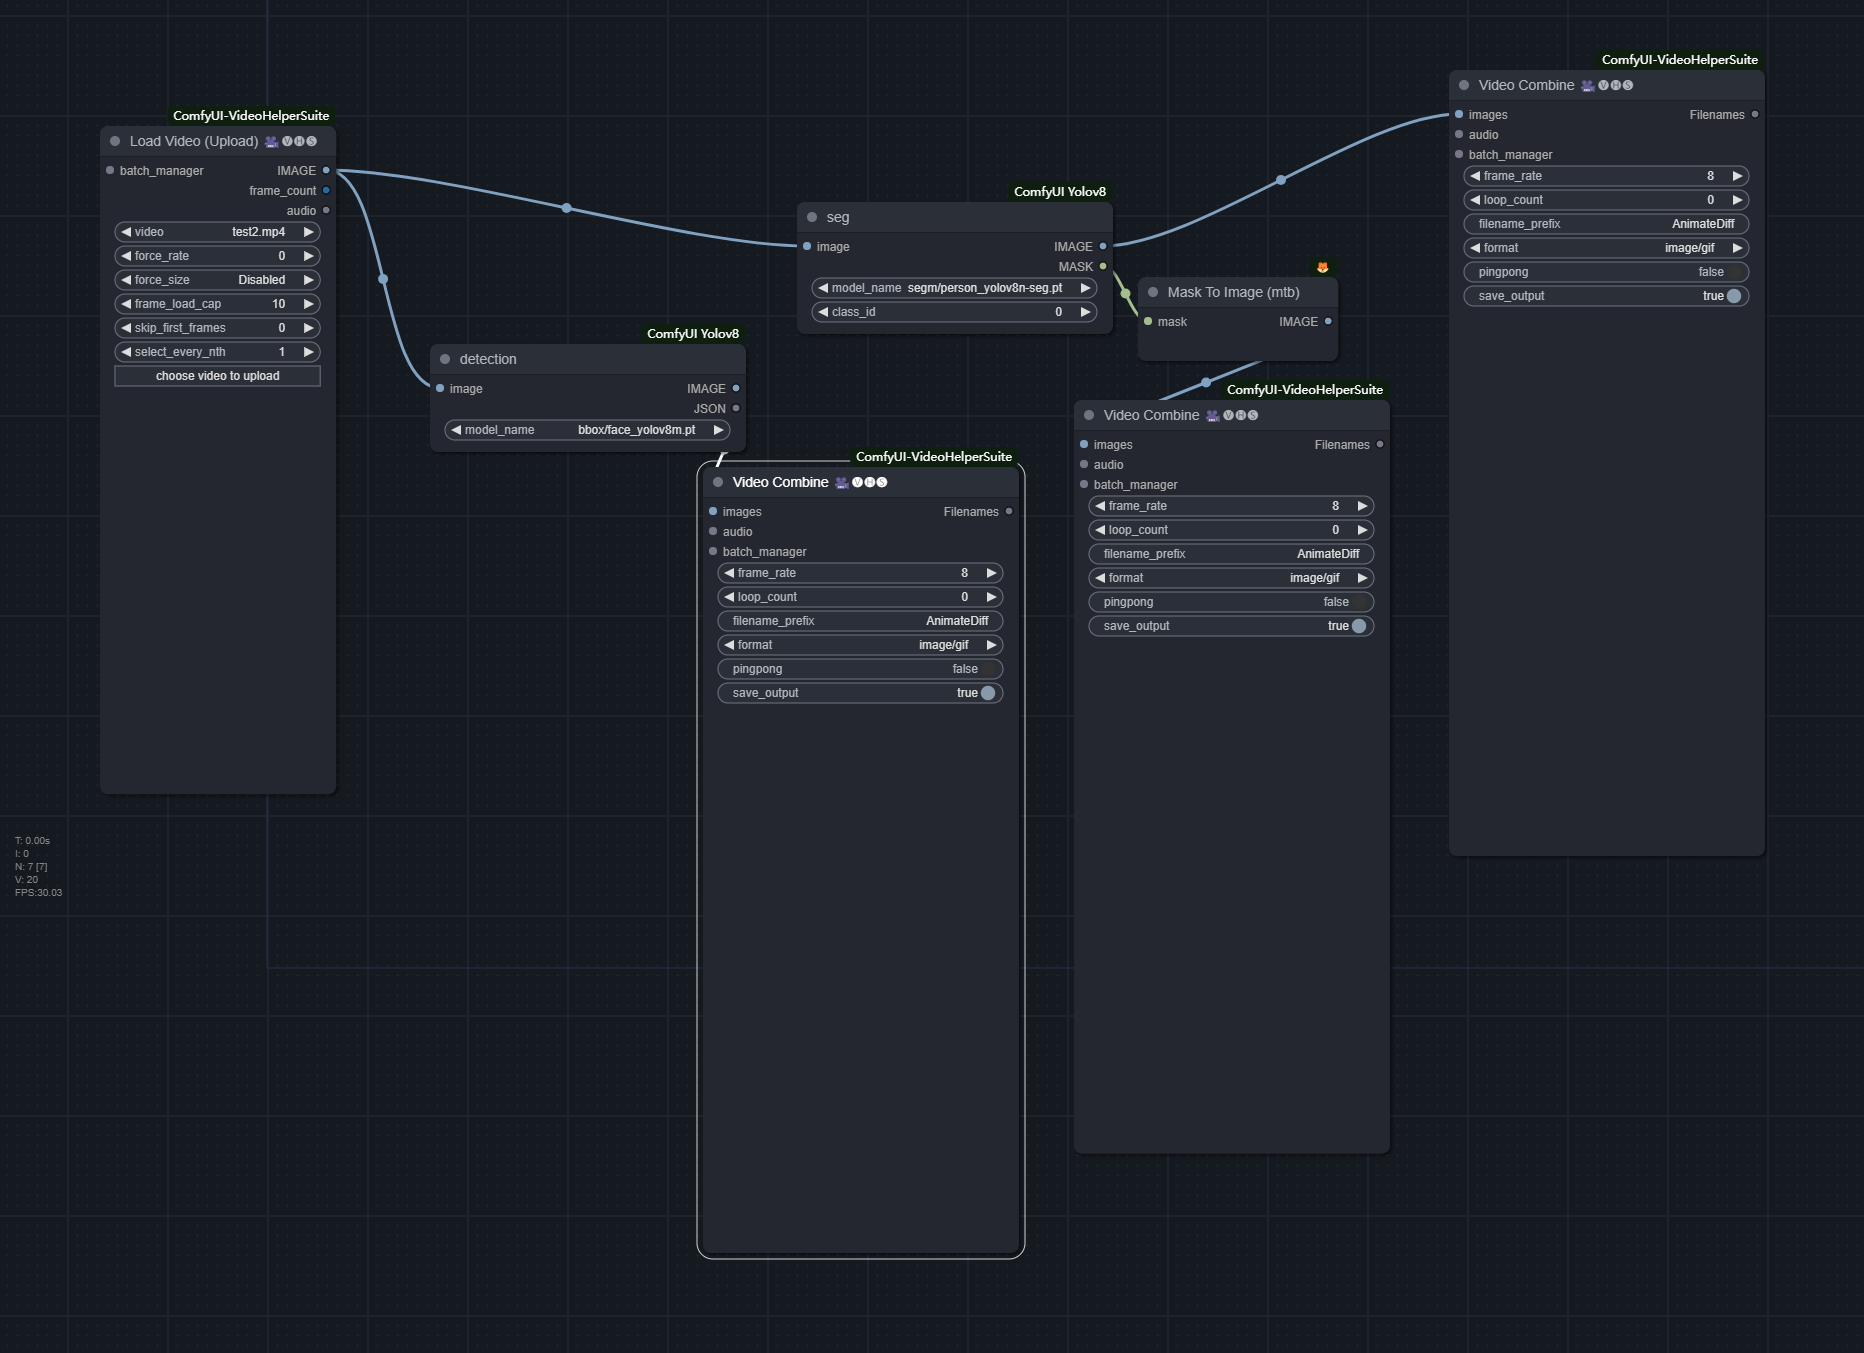 ComfyUI-VideoHelperSuite
Load Video (Upload) VHS
batch_manager IMAGE
frame_count
audio
video test2.mp4
force_rate 0
force_size Disabled
frame_load_cap 10
skip_first_frames 0
select_every_nth 1
choose video to upload
ComfyUI Yolov8
detection
image IMAGE
JSON
model_name bbox/face_yolov8m.pt
ComfyUI Yolov8
seg
image IMAGE
MASK
model_name segm/person_yolov8n-seg.pt
class_id 0
Mask To Image (mtb)
mask IMAGE
ComfyUI-VideoHelperSuite
Video Combine VHS
images Filenames
audio
batch_manager
frame_rate 8
loop_count 0
filename_prefix AnimateDiff
format image/gif
pingpong false
save_output true
ComfyUI-VideoHelperSuite
Video Combine VHS
images Filenames
audio
batch_manager
frame_rate 8
loop_count 0
filename_prefix AnimateDiff
format image/gif
pingpong false
save_output true
ComfyUI-VideoHelperSuite
Video Combine VHS
images Filenames
audio
batch_manager
frame_rate 8
loop_count 0
filename_prefix AnimateDiff
format image/gif
pingpong false
save_output true
T: 0.00s
I: 0
N: 7 [7]
V: 20
FPS:30.03